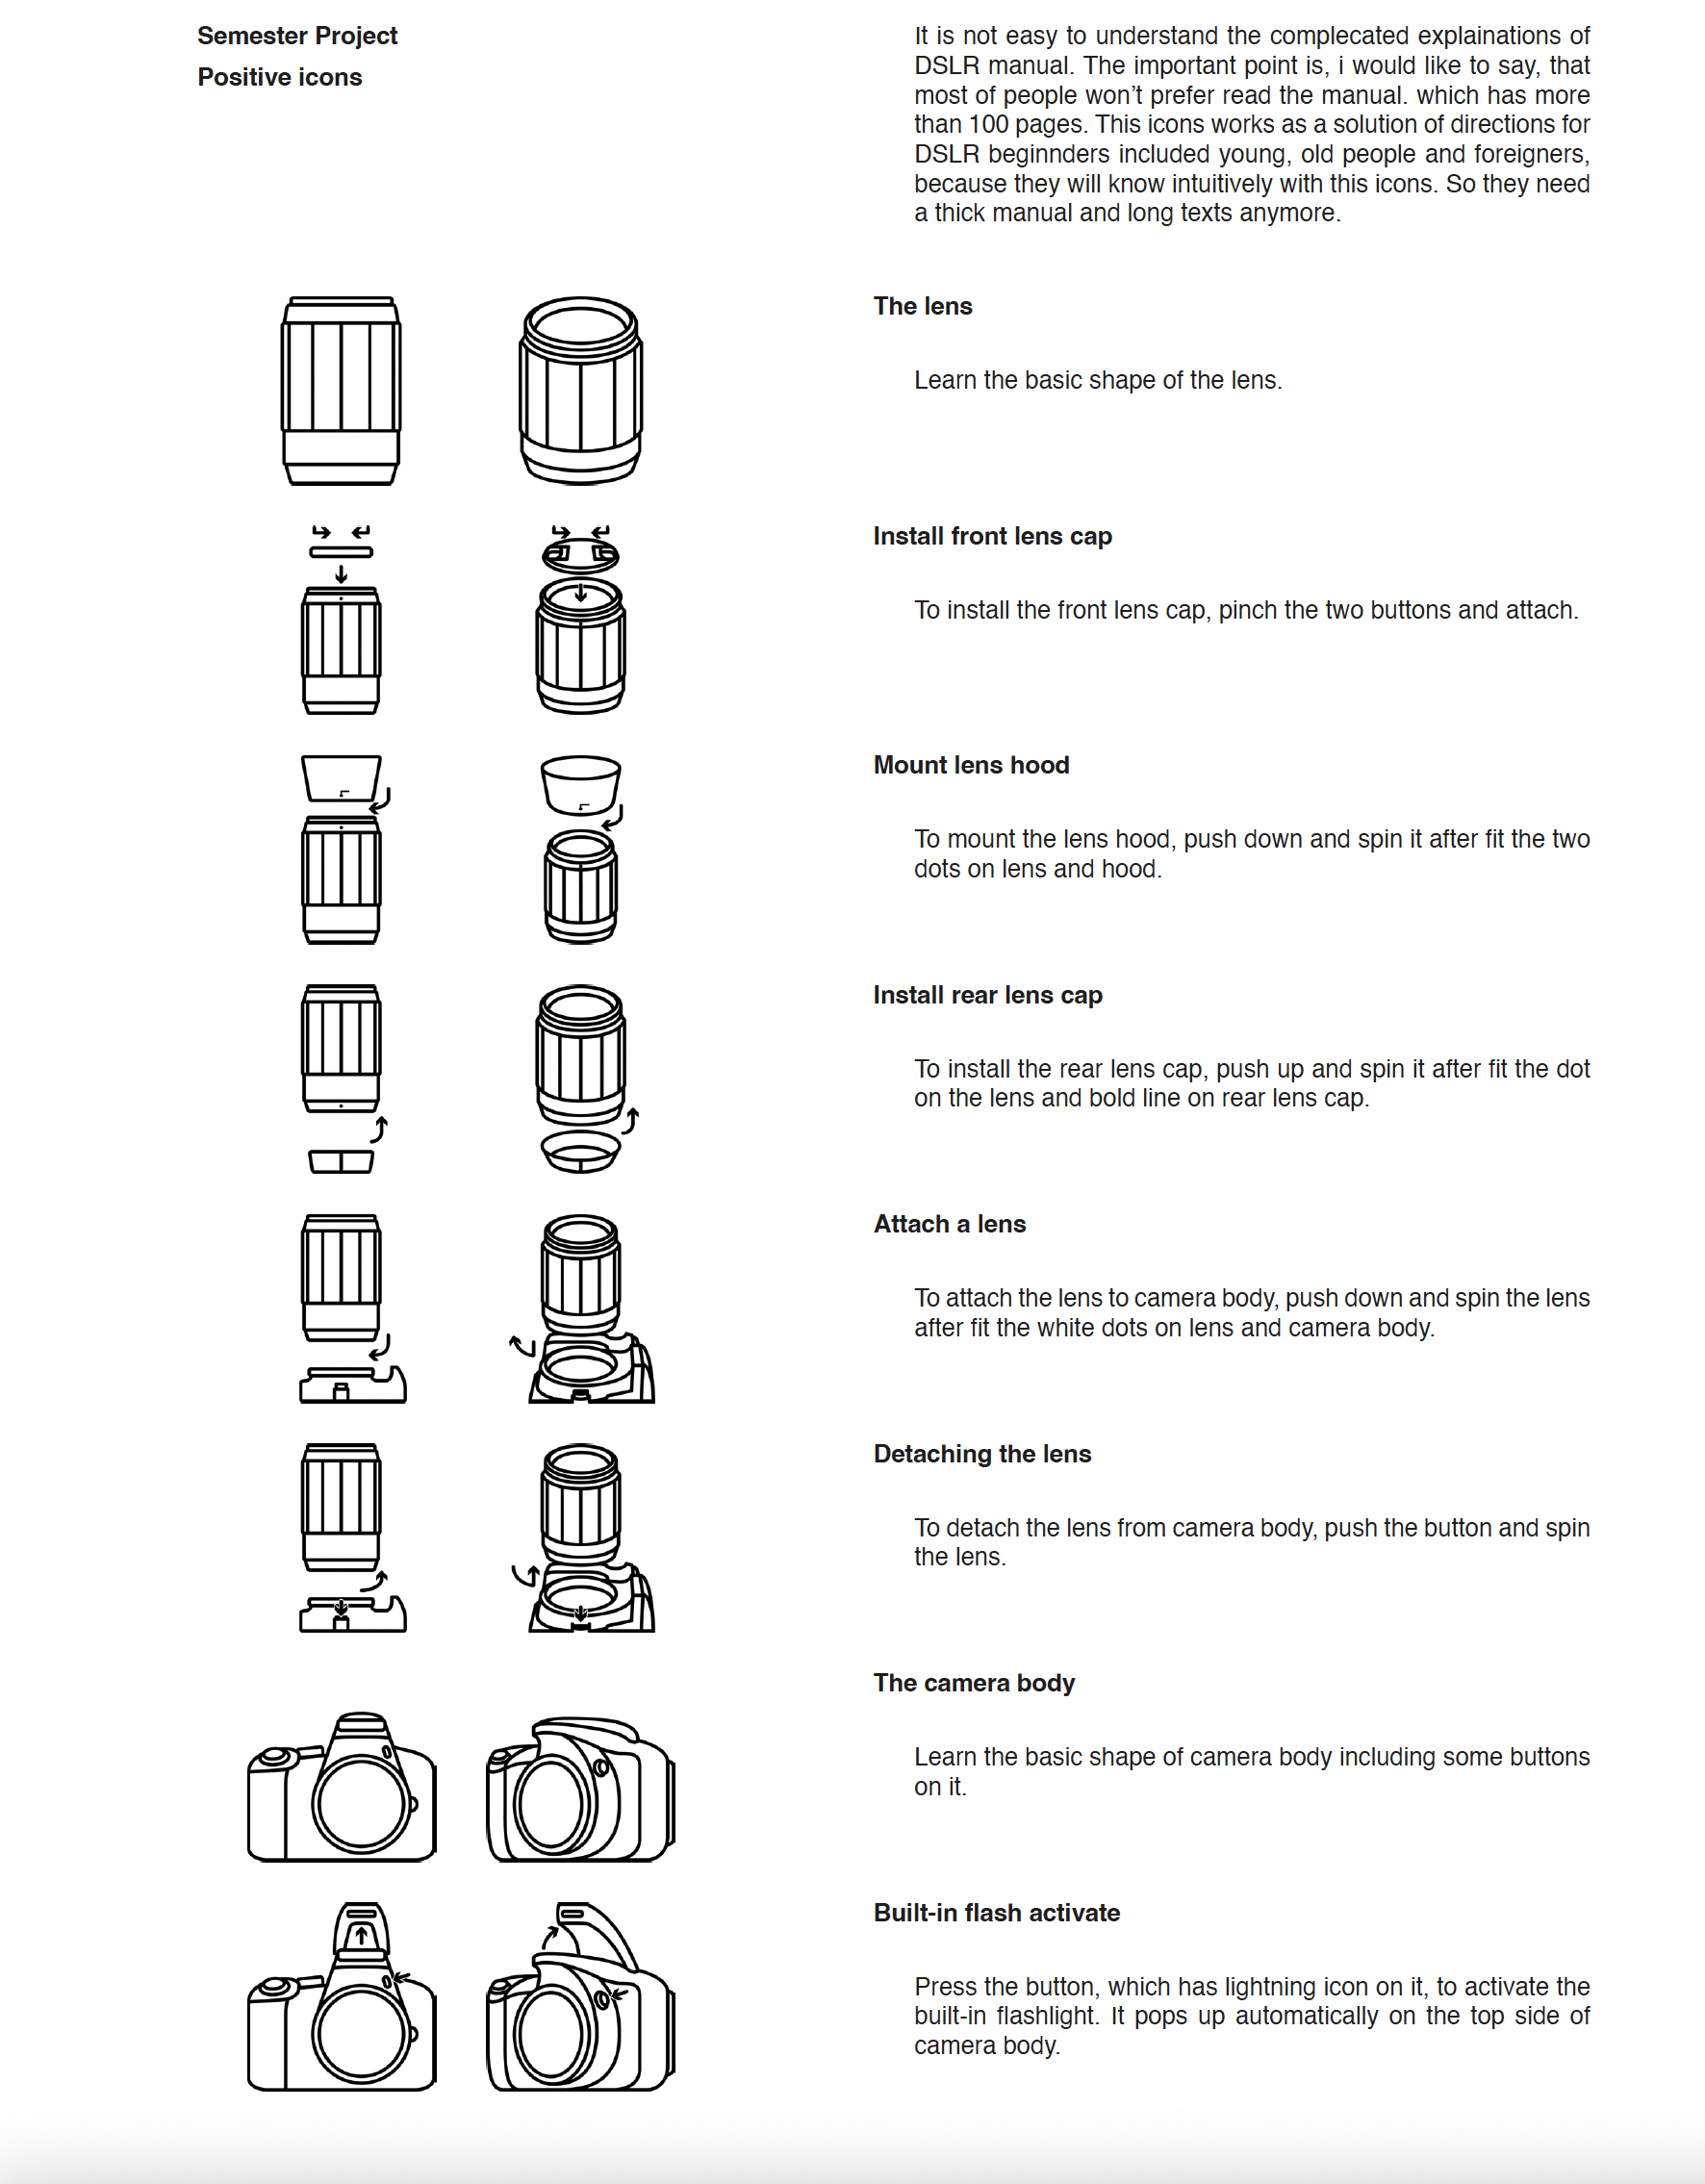 Semester Project
Positive icons
It is not easy to understand the complecated explainations of
DSLR manual. The important point is, i would like to say, that
most of people won’t prefer read the manual. which has more
than 100 pages. This icons works as a solution of directions for
DSLR beginnders included young, old people and foreigners,
because they will know intuitively with this icons. So they need
a thick manual and long texts anymore.
The lens
Learn the basic shape of the lens.
Install front lens cap
To install the front lens cap, pinch the two buttons and attach.
Mount lens hood
To mount the lens hood, push down and spin it after fit the two
dots on lens and hood.
Install rear lens cap
To install the rear lens cap, push up and spin it after fit the dot
on the lens and bold line on rear lens cap.
Attach a lens
To attach the lens to camera body, push down and spin the lens
after fit the white dots on lens and camera body.
Detaching the lens
To detach the lens from camera body, push the button and spin
the lens.
The camera body
Learn the basic shape of camera body including some buttons
on it.
Built-in flash activate
Press the button, which has lightning icon on it, to activate the
built-in flashlight. It pops up automatically on the top side of
camera body.